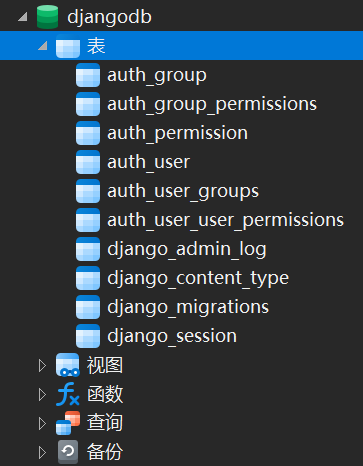 djangodb
表
auth_group
auth_group_permissions
auth_permission
auth_user
auth_user_groups
auth_user_user_permissions
django_admin_log
django_content_type
django_migrations
django_session
视图
函数
查询
备份